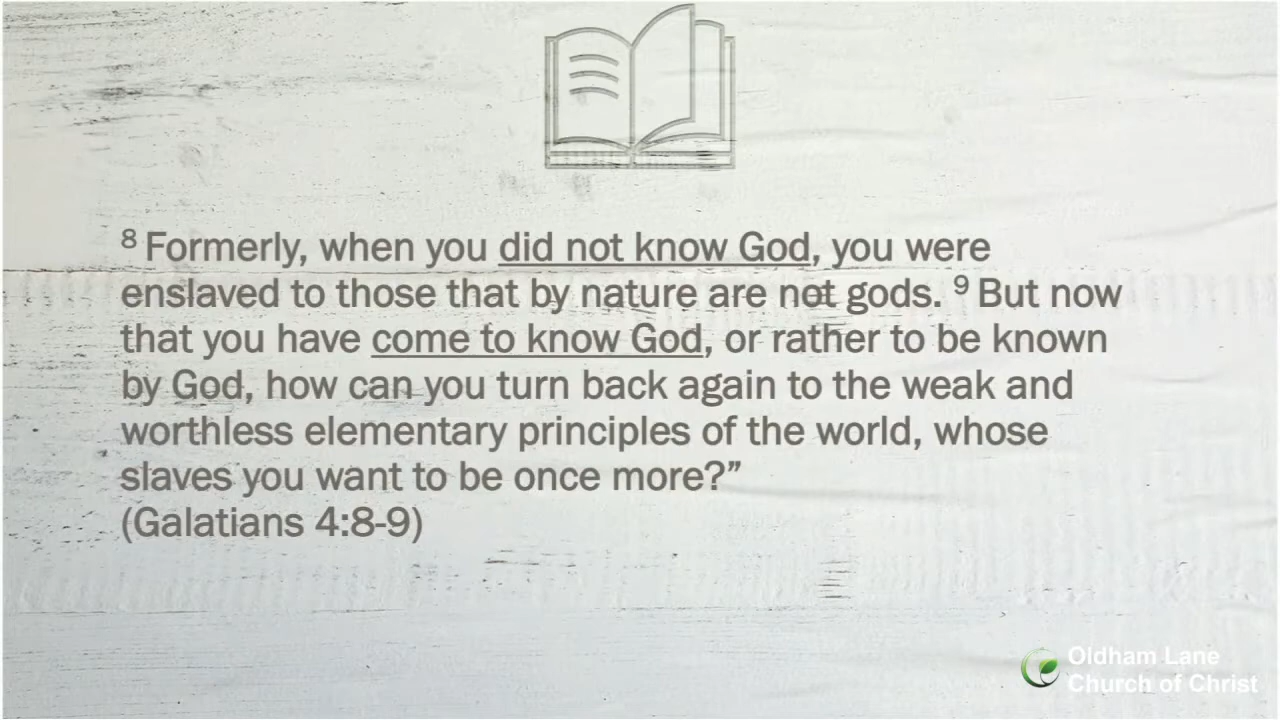 8 Formerly, when you did not know God, you were
enslaved to those that by nature are not gods. 9 But now
that you have come to know God, or rather to be known
by God, how can you turn back again to the weak and
worthless elementary principles of the world, whose
slaves you want to be once more?”
(Galatians 4:8-9)
Oldham Lane
Church of Christ